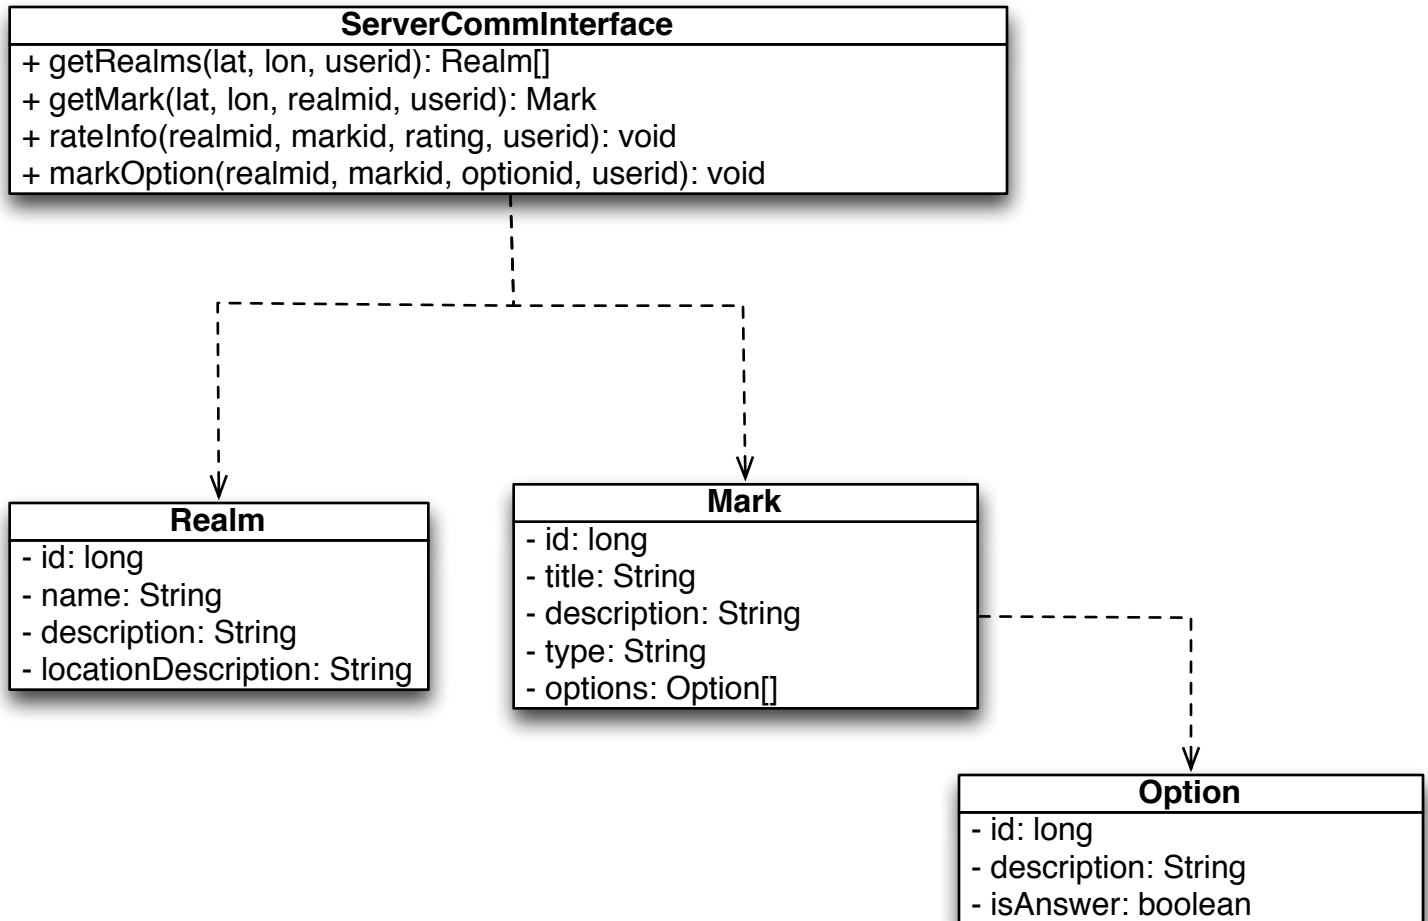 ServerCommInterface
+ getRealms(lat, lon, userid): Realm[]
+ getMark(lat, lon, realmid, userid): Mark
+ rateInfo(realmid, markid, rating, userid): void
+ markOption(realmid, markid, optionid, userid): void
Realm
- id: long
- name: String
- description: String
- locationDescription: String
Mark
- id: long
- title: String
- description: String
- type: String
- options: Option[]
Option
- id: long
- description: String
- isAnswer: boolean